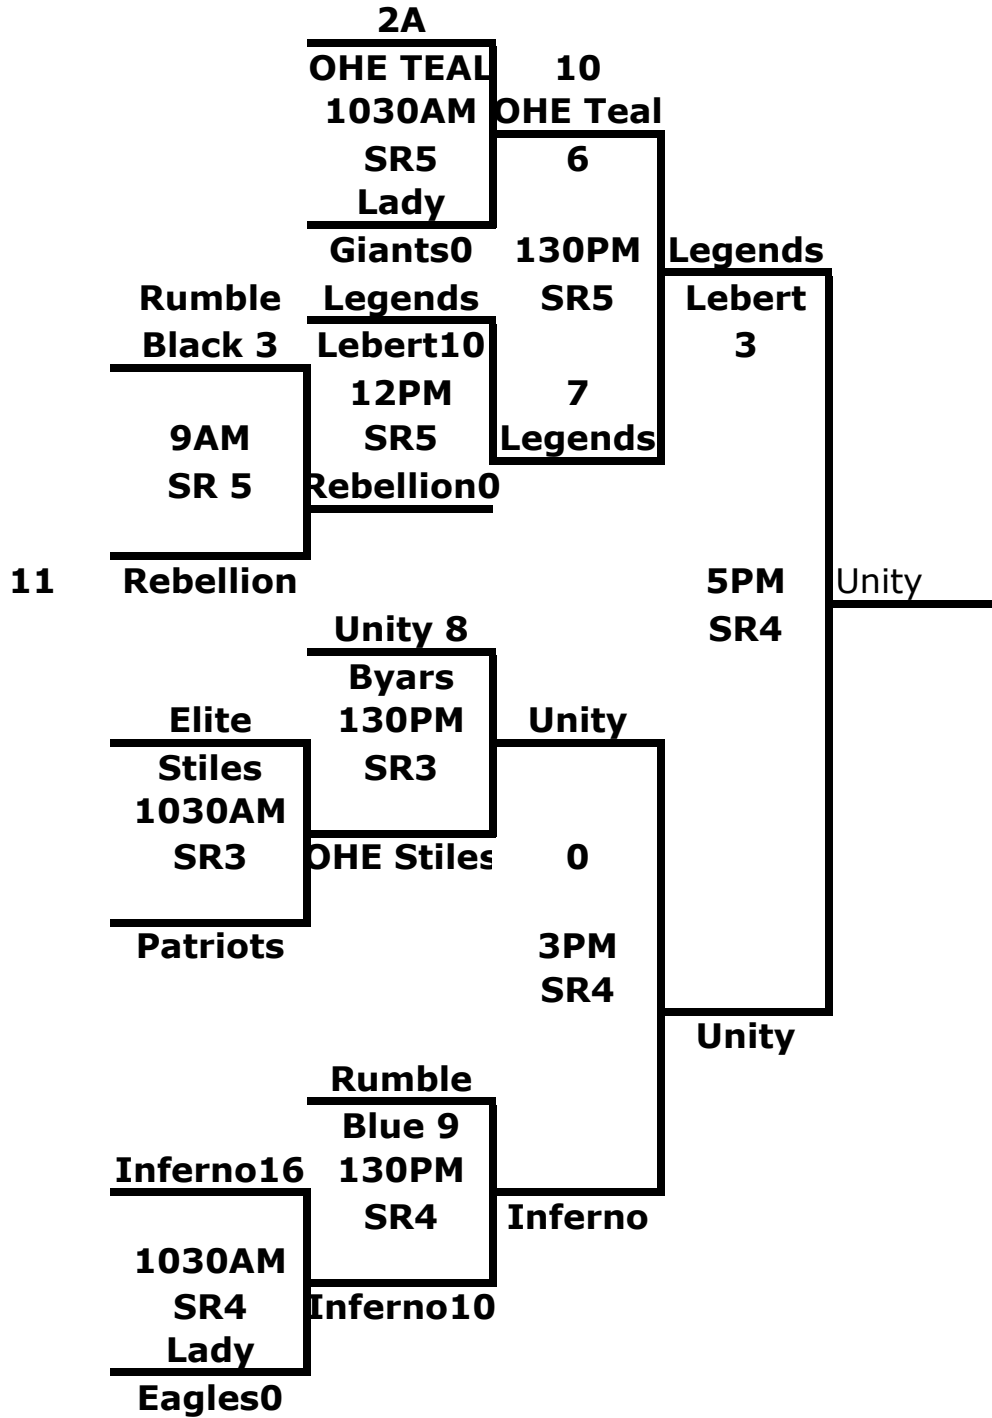 2A
OHE TEAL 10
1030AM OHE Teal
SR5 6
Lady
Giants0 130PM Legends
Rumble Legends SR5 Lebert
Black 3 Lebert10 3
12PM 7
9AM SR5 Legends
SR 5 Rebellion0
11 Rebellion 5PM Unity
Unity 8 SR4
Byars
Elite 130PM Unity
Stiles SR3
1030AM
SR3 OHE Stiles 0
Patriots 3PM
SR4
Unity
Rumble
Blue 9
Inferno16 130PM
SR4 Inferno
1030AM
SR4 Inferno10
Lady
Eagles0